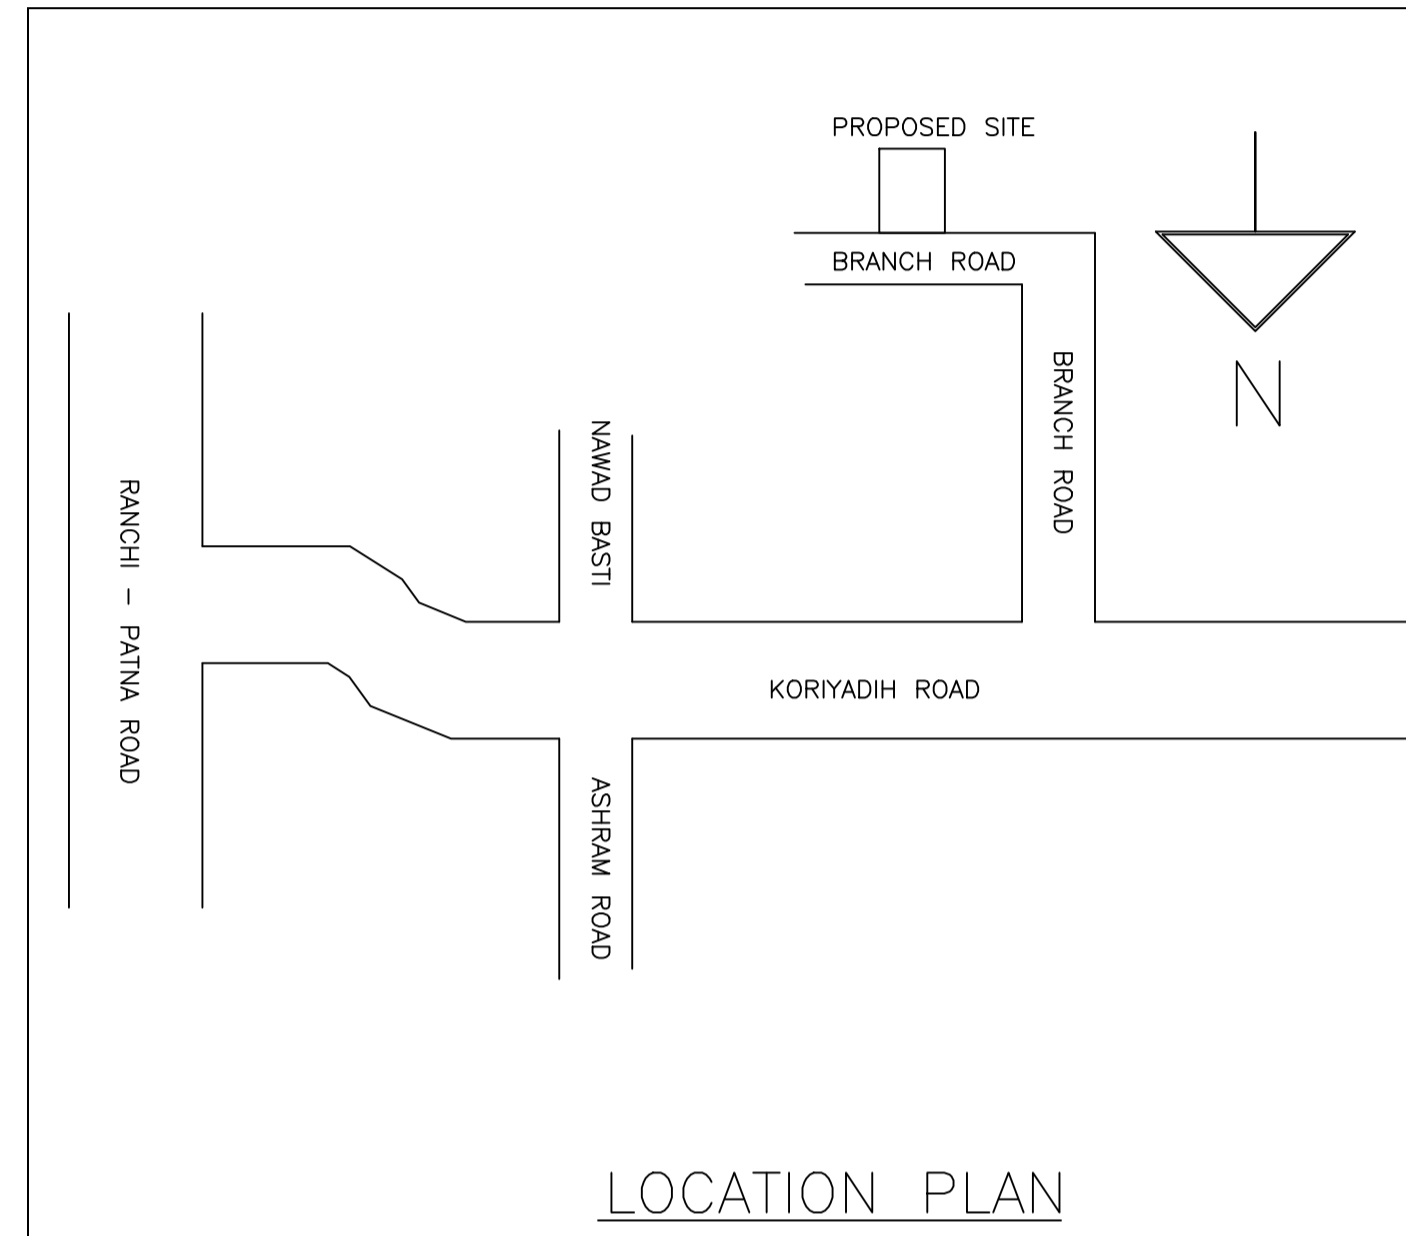 PROPOSED SITE
BRANCH ROAD
BRANCH ROAD
N
NAWAD BASTI
RANCHI - PATNA ROAD
KORIYADIH ROAD
ASHRAM ROAD
LOCATION PLAN